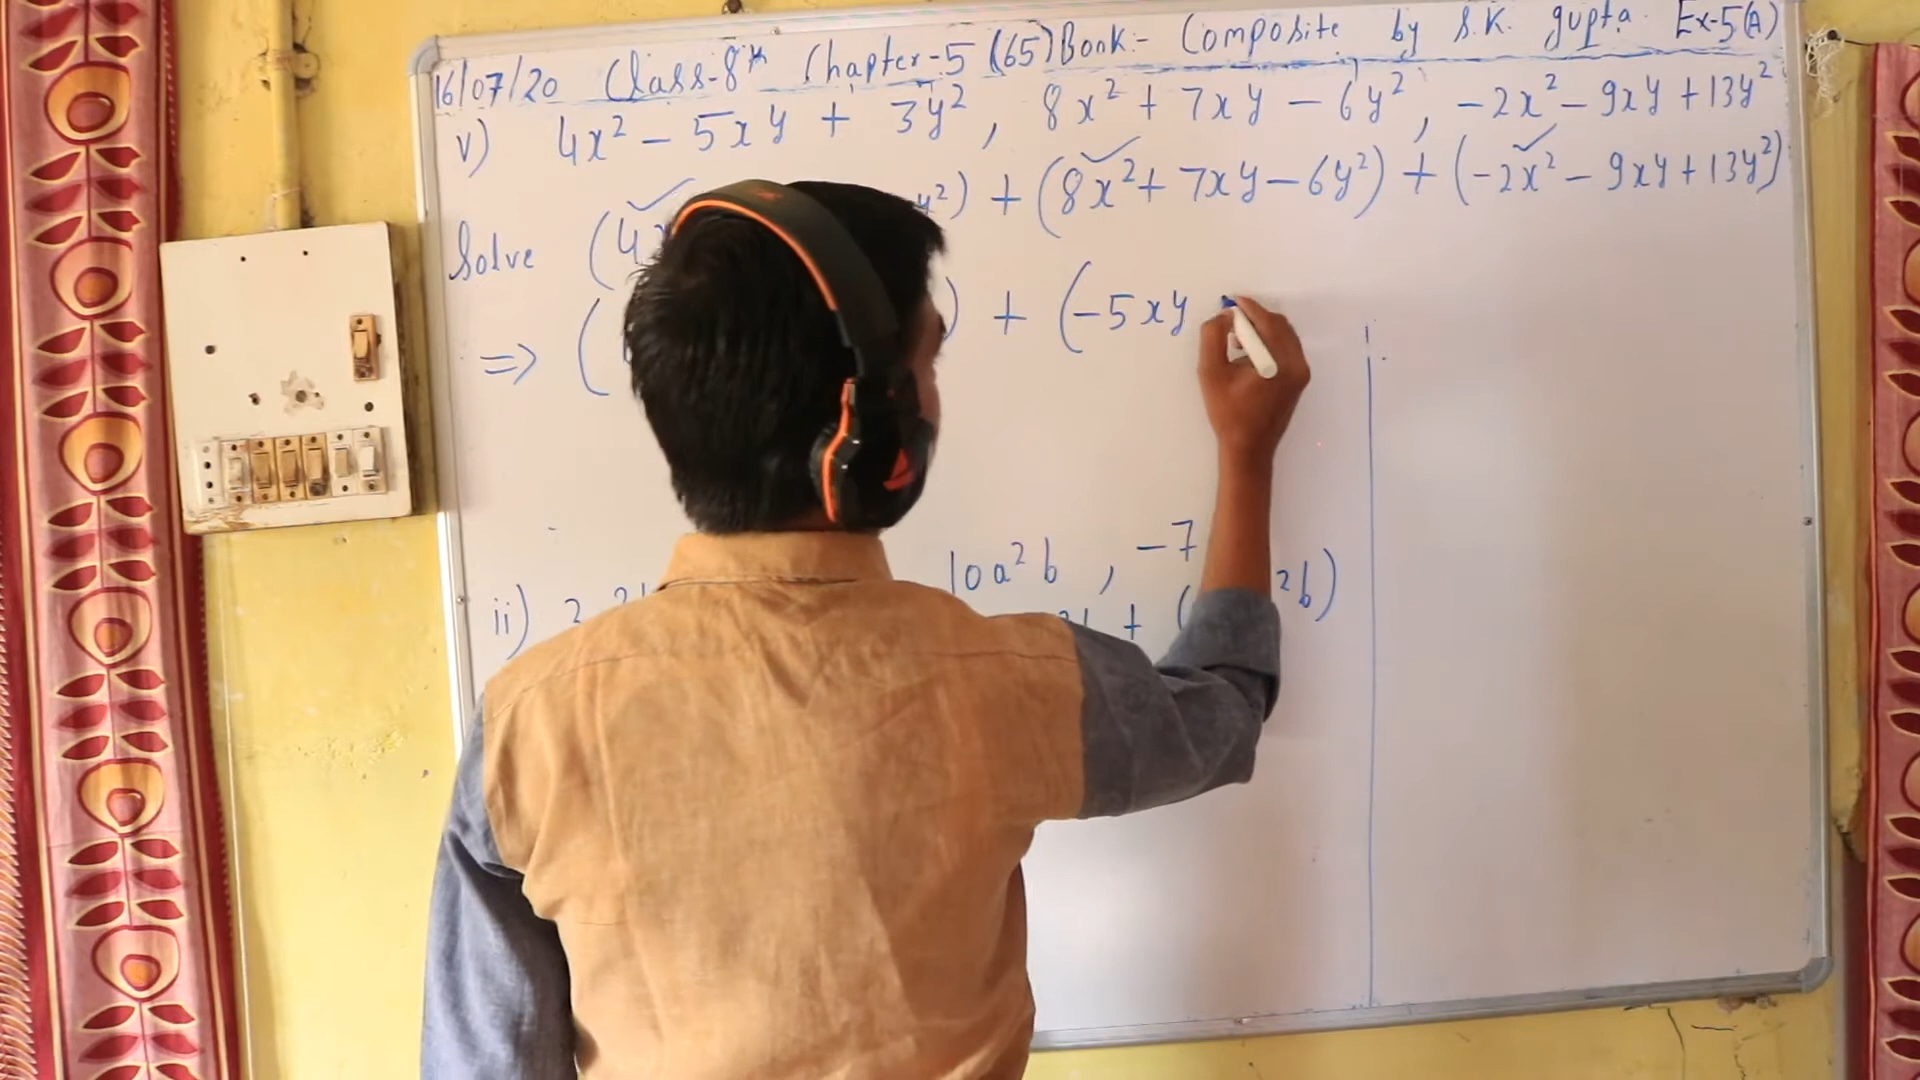 16/07/20 Class-8th Chapter-5 (65) Book:- Composite by S.K. Gupta. Ex-5(A)
v) 4x² - 5xy + 3y², 8x² + 7xy - 6y², -2x² - 9xy + 13y²
Solve (4x y²) + (8x² + 7xy - 6y²) + (-2x² - 9xy + 13y²)
=> ( ) + (-5xy
ii) 10a²b, -7
+ ( ²b)